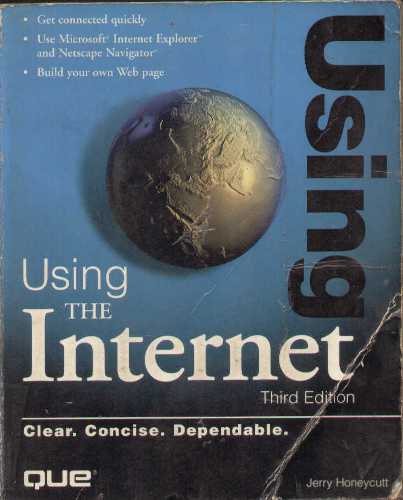 • Get connected quickly
• Use Microsoft® Internet Explorer™
and Netscape Navigator™
• Build your own Web page
Using
Using
THE
Internet
Third Edition
Clear. Concise. Dependable.
QUE®
Jerry Honeycutt